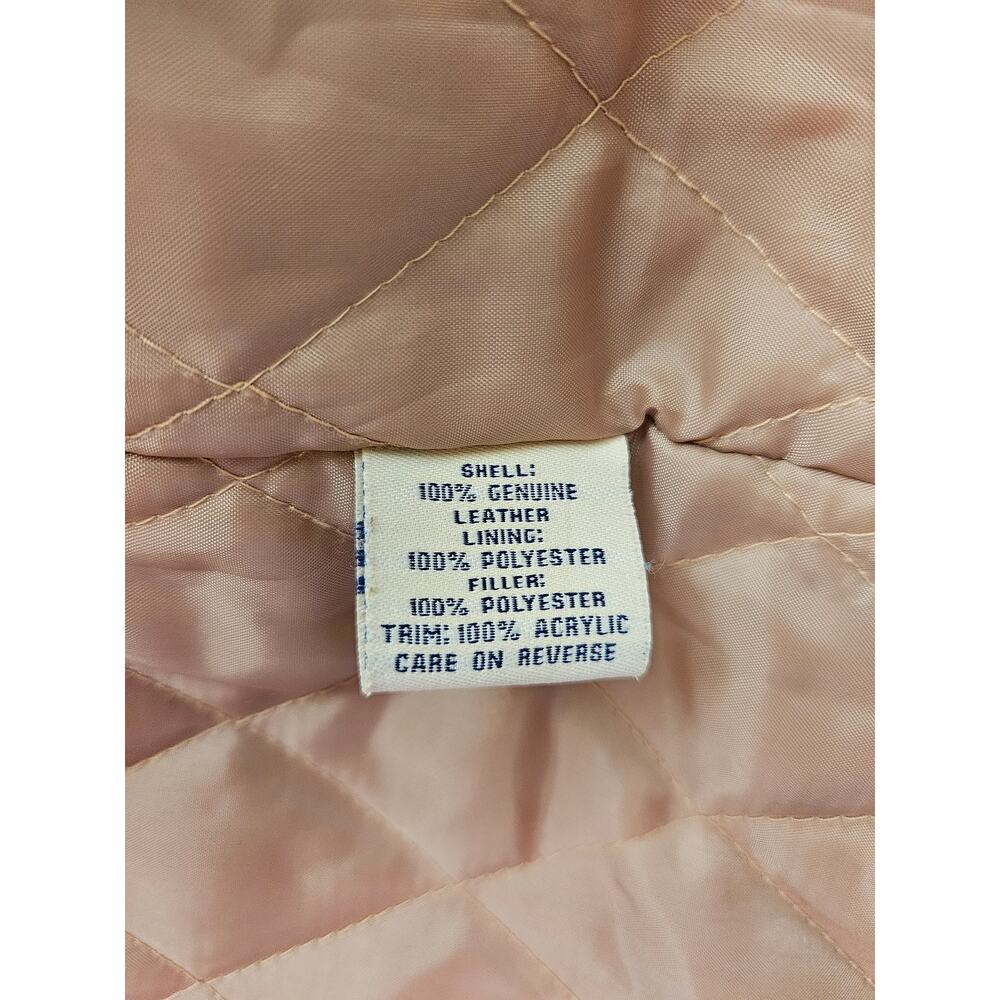 SHELL:
100% GENUINE
LEATHER
LINING:
100% POLYESTER
FILLER:
100% POLYESTER
TRIM: 100% ACRYLIC
CARE ON REVERSE